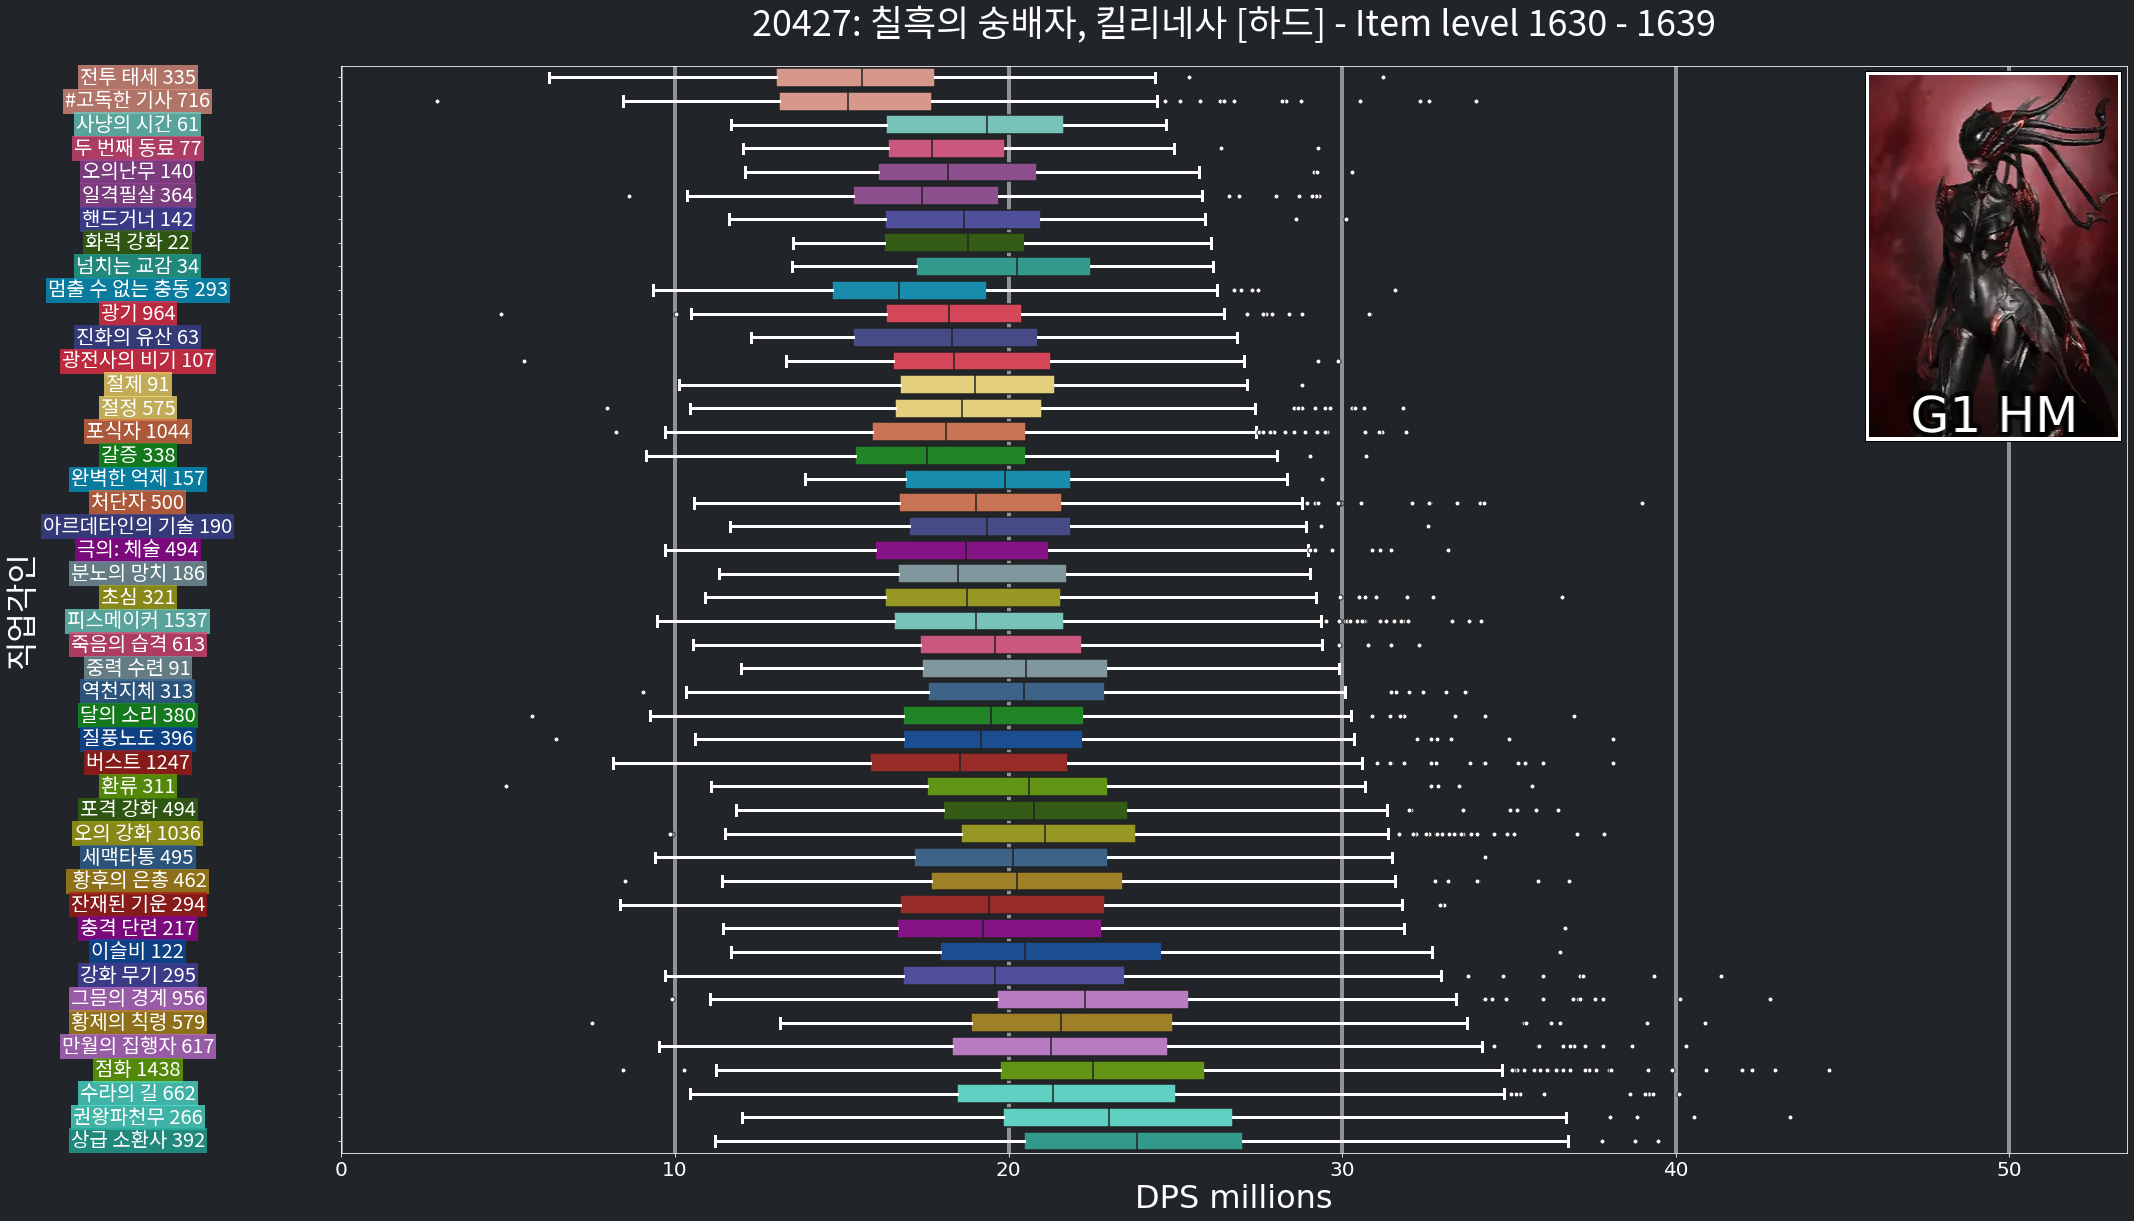 20427: 칠흑의 숭배자, 킬리네사 [하드] - Item level 1630 - 1639
전투 태세 335
#고독한 기사 716
사냥의 시간 61
두 번째 동료 77
오의난무 140
일격필살 364
핸드거너 142
화력 강화 22
넘치는 교감 34
멈출 수 없는 충동 293
광기 964
진화의 유산 63
광전사의 비기 107
절제 91
절정 575
포식자 1044
갈증 338
완벽한 억제 157
처단자 500
아르데타인의 기술 190
극의: 체술 494
분노의 망치 186
초심 321
피스메이커 1537
죽음의 습격 613
중력 수련 91
역천지체 313
달의 소리 380
질풍노도 396
버스트 1247
환류 311
포격 강화 494
오의 강화 1036
세맥타통 495
황후의 은총 462
잔재된 기운 294
충격 단련 217
이슬비 122
강화 무기 295
그믐의 경계 956
황제의 칙령 579
만월의 집행자 617
점화 1438
수라의 길 662
권왕파천무 266
상급 소환사 392
직업각인
G1 HM
0 10 20 30 40 50
DPS millions